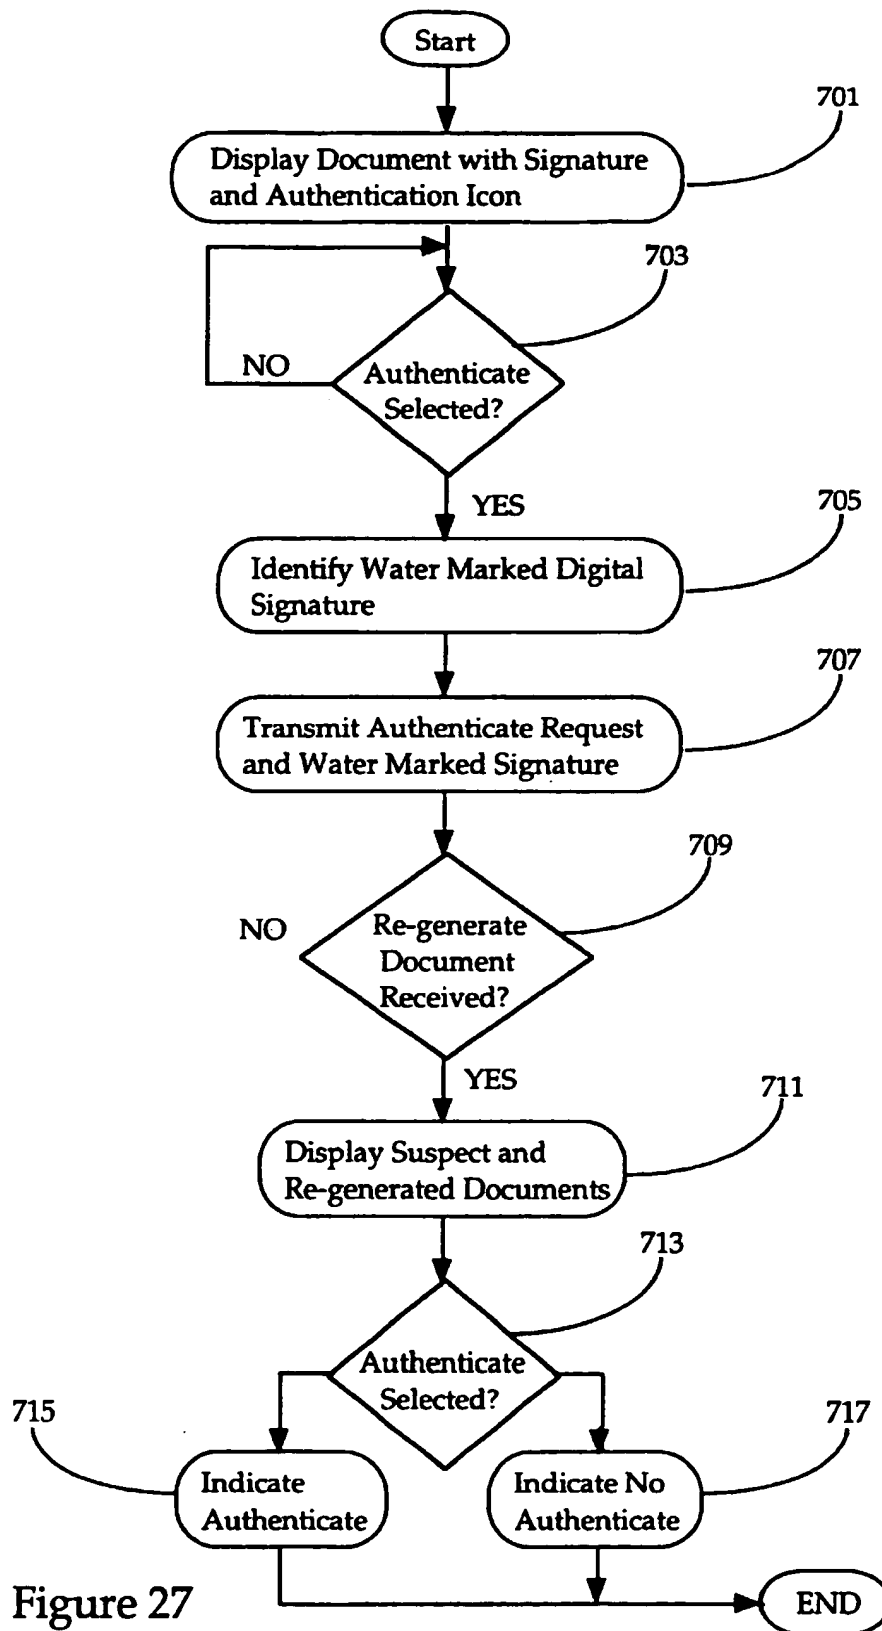 Start
701
Display Document with Signature
and Authentication Icon
703
NO
Authenticate
Selected?
YES
705
Identify Water Marked Digital
Signature
707
Transmit Authenticate Request
and Water Marked Signature
709
NO
Re-generate
Document
Received?
YES
711
Display Suspect and
Re-generated Documents
713
Authenticate
Selected?
715
717
Indicate
Authenticate
Indicate No
Authenticate
Figure 27
END